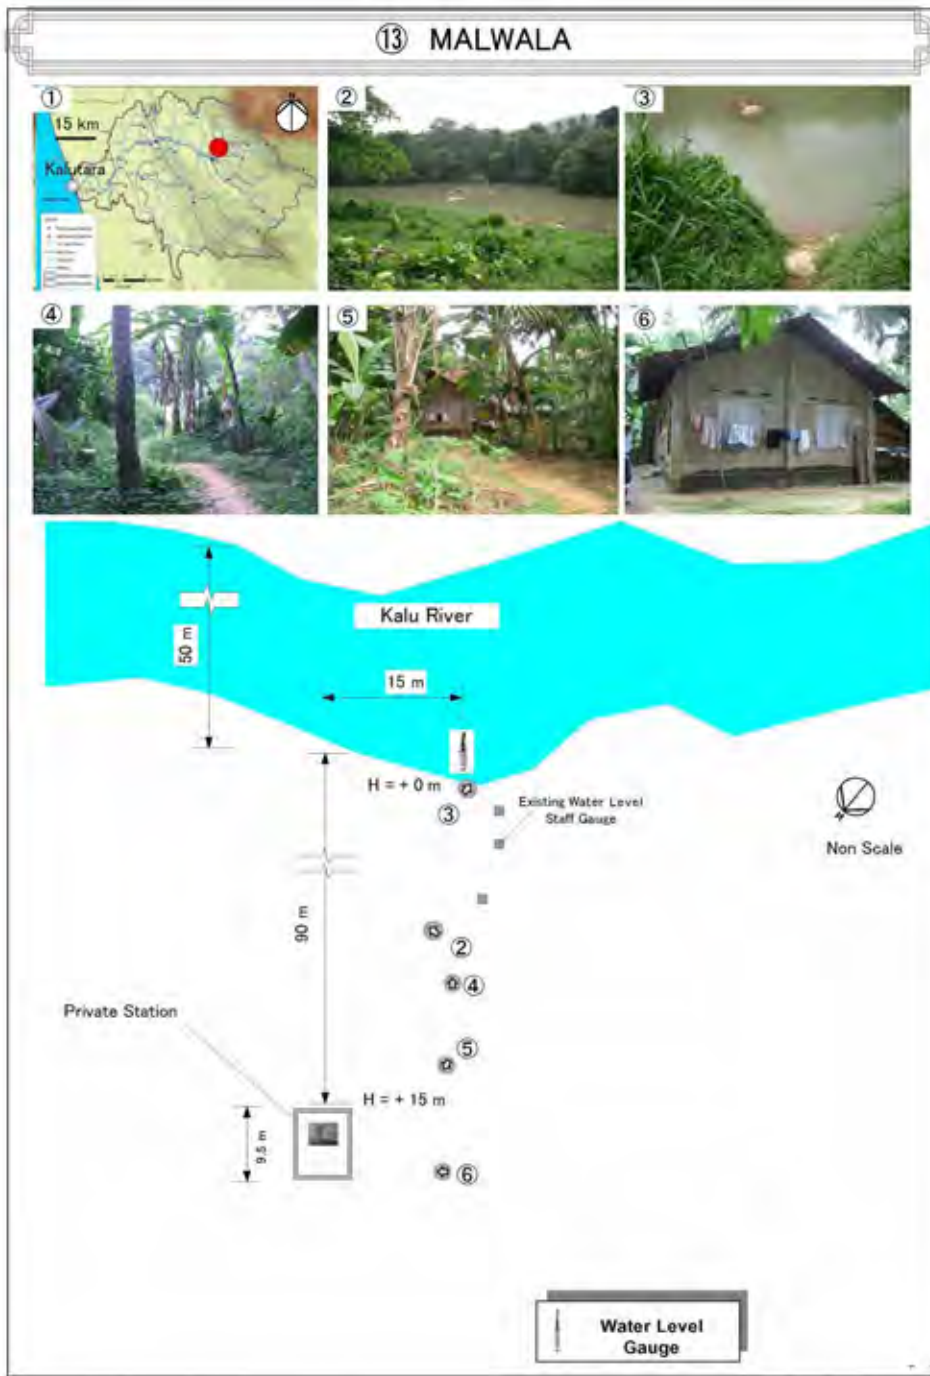 ⑬ MALWALA
①
15 km
Kalutara
N
②
③
④
⑤
⑥
Kalu River
50 m
15 m
H = + 0 m
③
Existing Water Level
Staff Gauge
Non Scale
90 m
②
④
Private Station
⑤
H = + 15 m
9.5 m
⑥
Water Level
Gauge